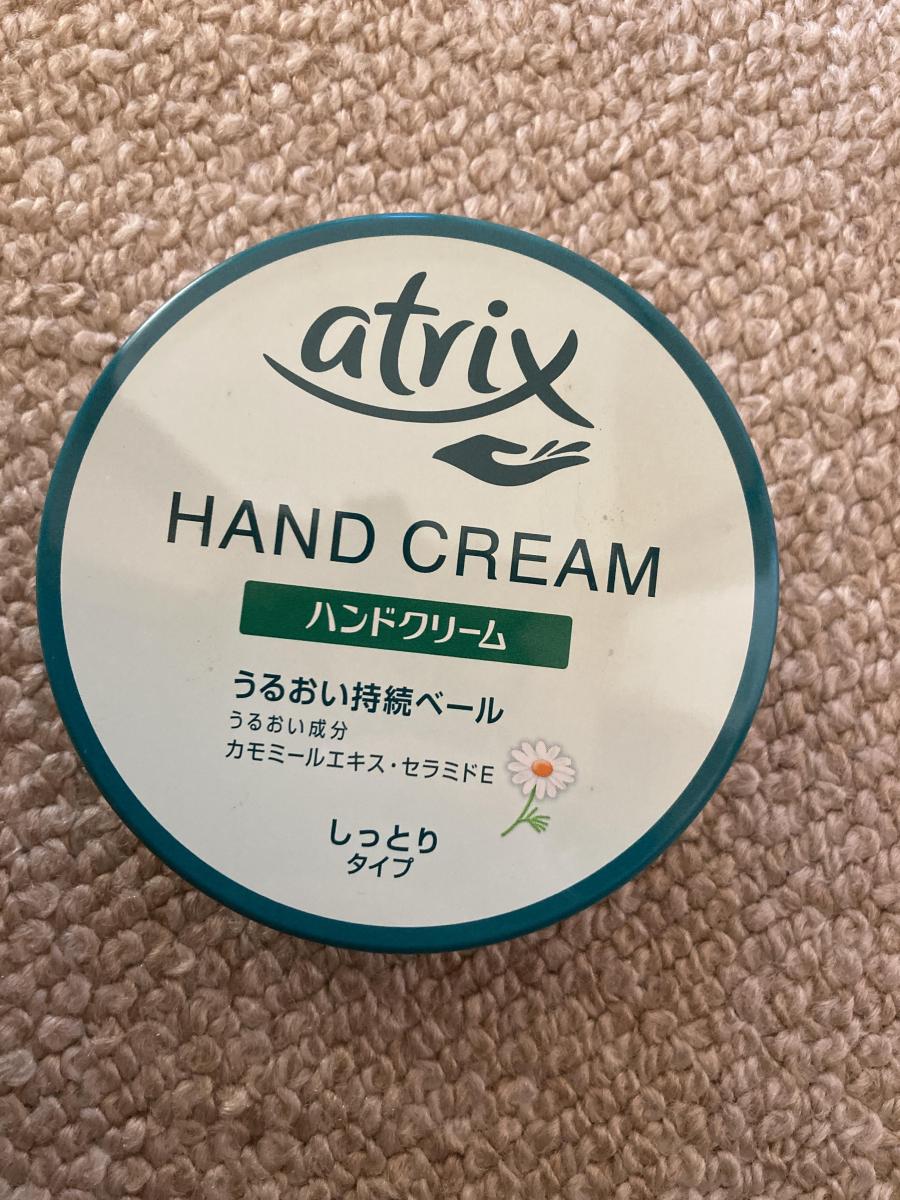 atrix
HAND CREAM
ハンドクリーム
うるおい持続ベール
うるおい成分
カモミールエキス・セラミドE
しっとり
タイプ